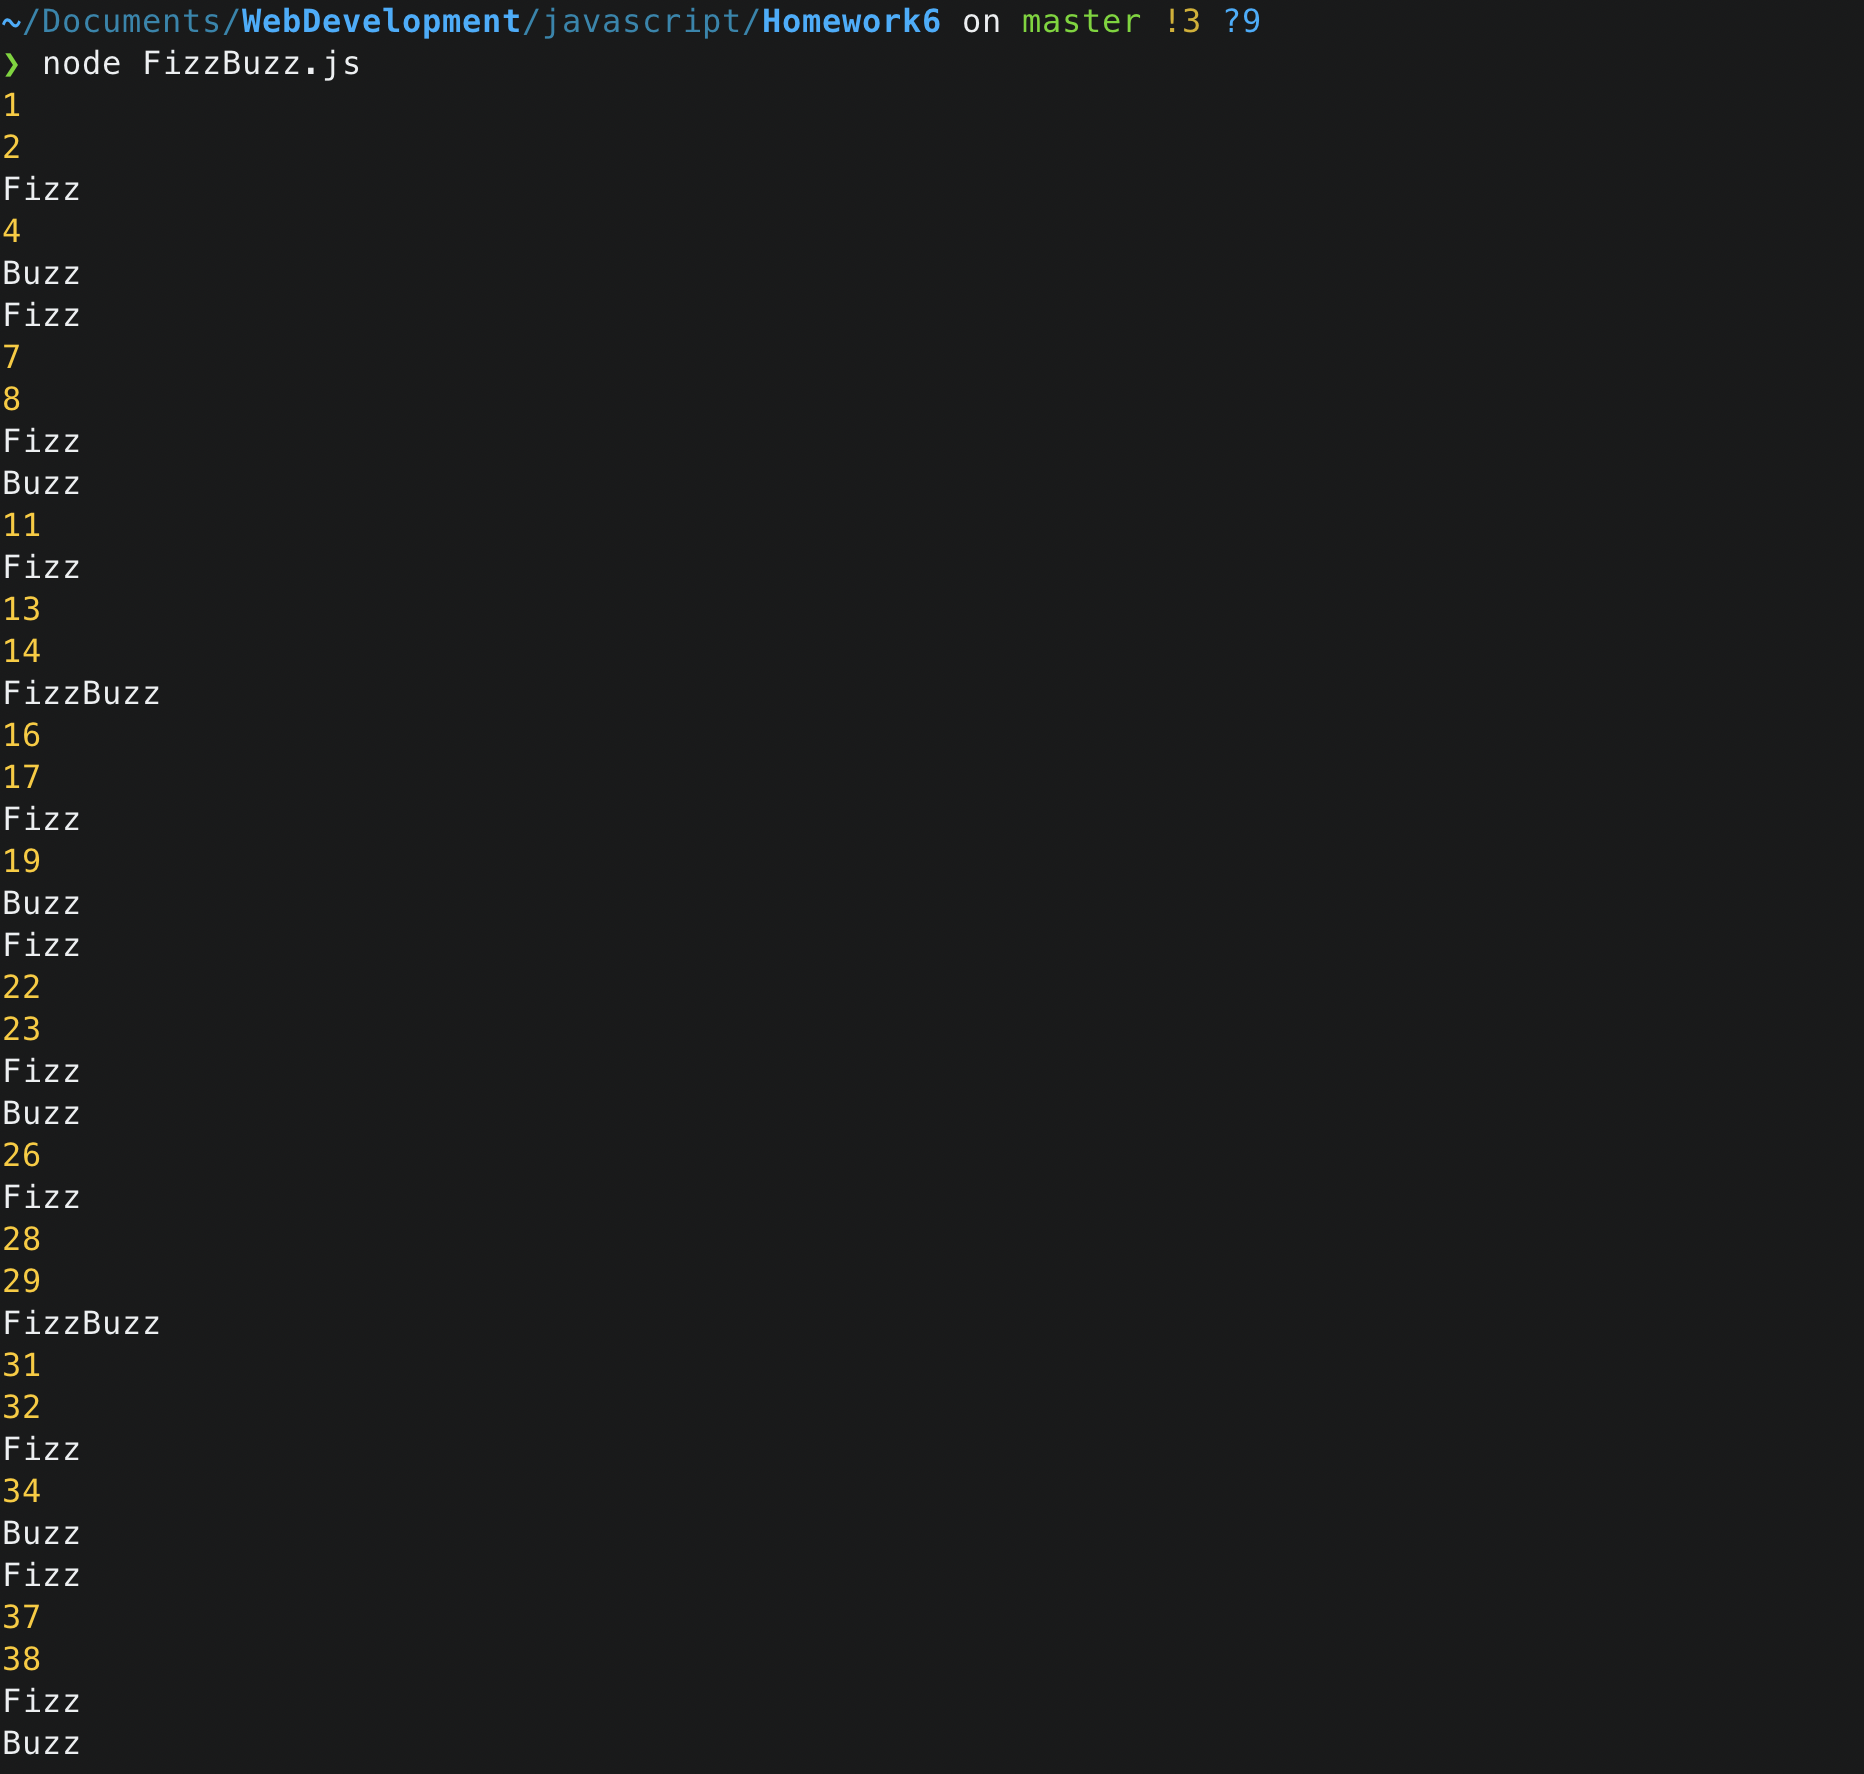 ~/Documents/WebDevelopment/javascript/Homework6 on master !3 ?9
❯ node FizzBuzz.js
1
2
Fizz
4
Buzz
Fizz
7
8
Fizz
Buzz
11
Fizz
13
14
FizzBuzz
16
17
Fizz
19
Buzz
Fizz
22
23
Fizz
Buzz
26
Fizz
28
29
FizzBuzz
31
32
Fizz
34
Buzz
Fizz
37
38
Fizz
Buzz